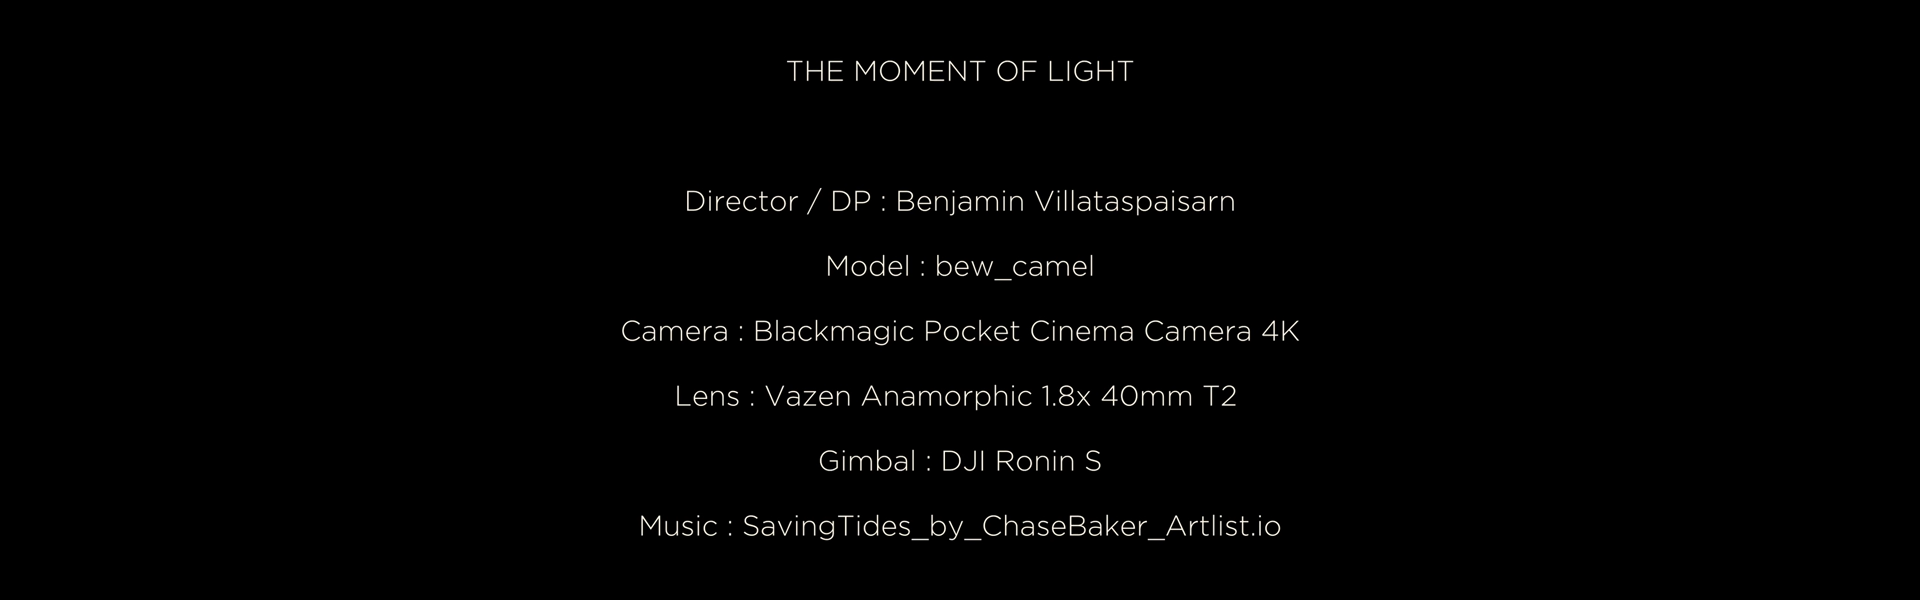 THE MOMENT OF LIGHT
Director / DP : Benjamin Villataspaisarn
Model : bew_camel
Camera : Blackmagic Pocket Cinema Camera 4K
Lens : Vazen Anamorphic 1.8x 40mm T2
Gimbal : DJI Ronin S
Music : SavingTides_by_ChaseBaker_Artlist.io